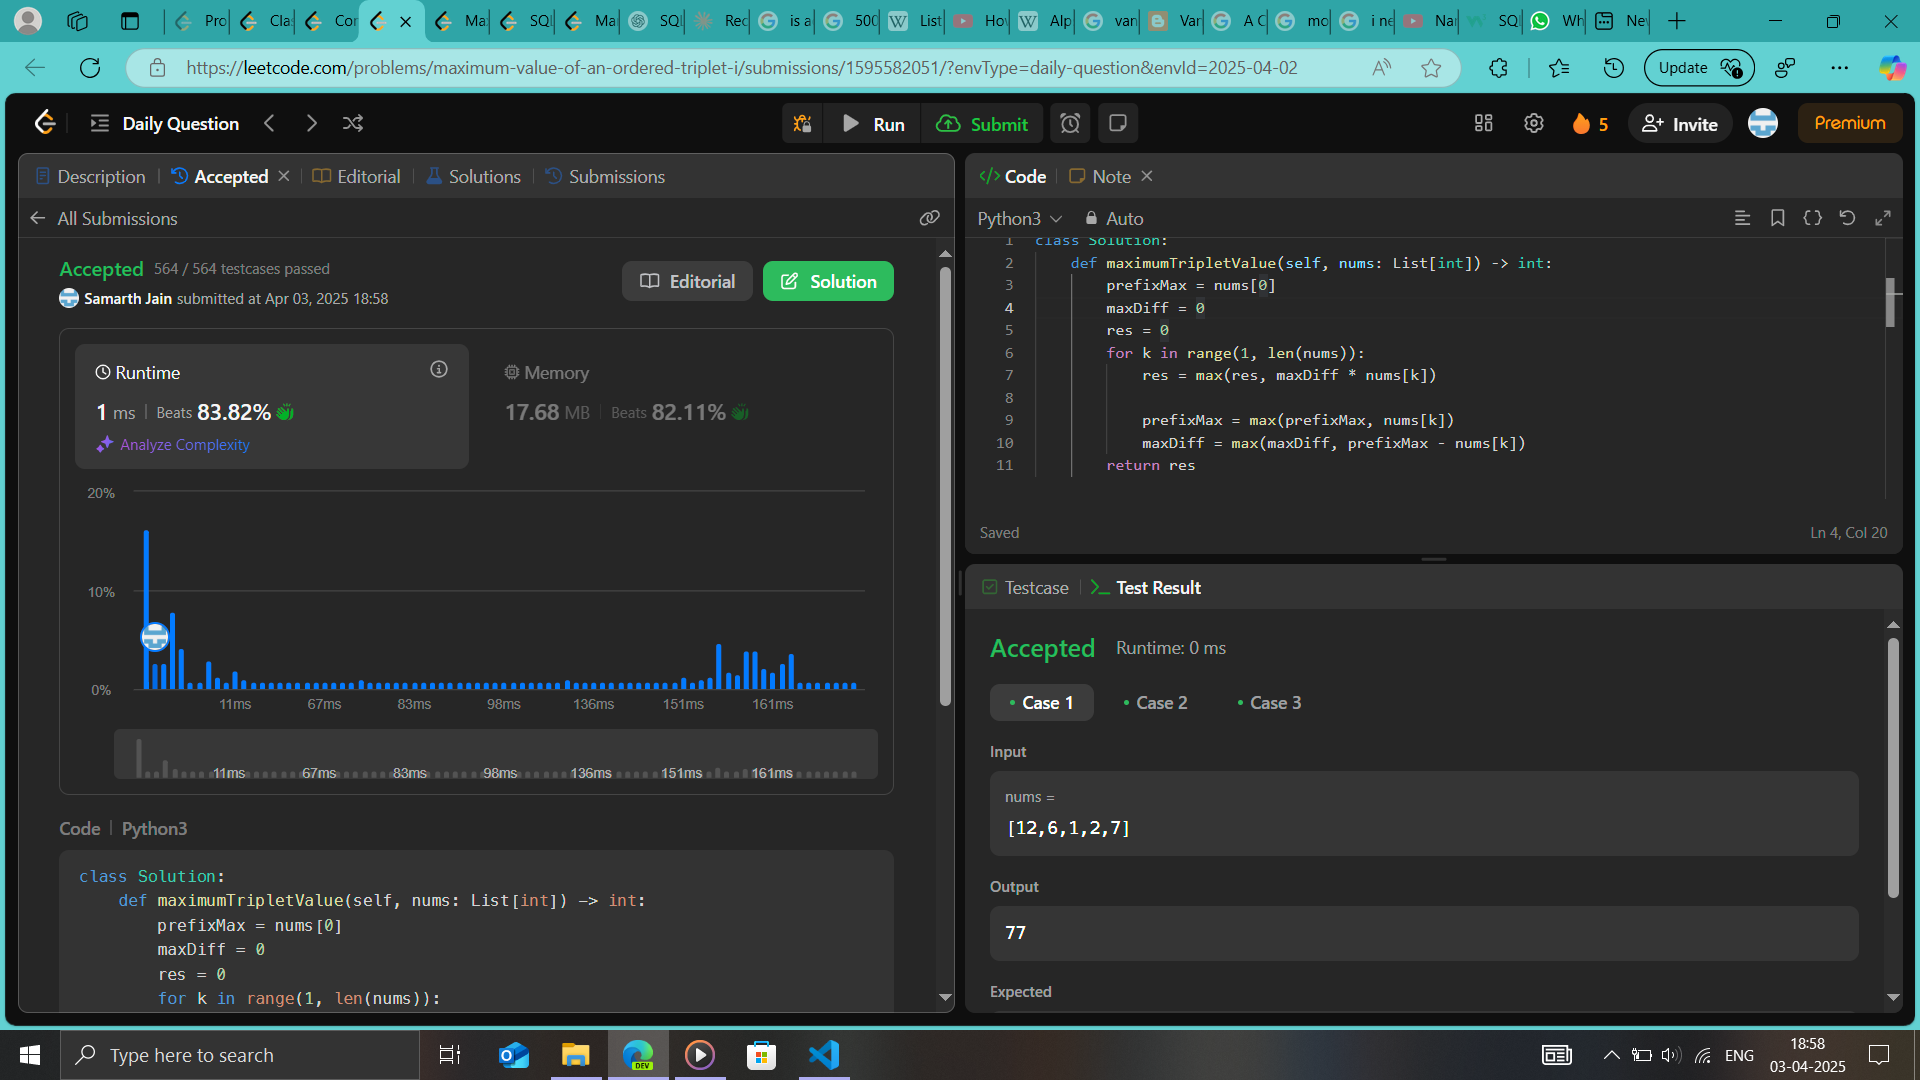 Pro
Cla
Cor
Ma
SQL
Ma
SQL
Rec
is a
500
List
Hov
Alp
van
Var
A C
mo
i ne
Nar
SQL
Wh
Nev
https://leetcode.com/problems/maximum-value-of-an-ordered-triplet-i/submissions/1595582051/?envType=daily-question&envId=2025-04-02
Update
Daily Question
Run
Submit
5
Invite
Premium
Description
Accepted
Editorial
Solutions
Submissions
All Submissions
Accepted 564 / 564 testcases passed
Samarth Jain submitted at Apr 03, 2025 18:58
Editorial
Solution
Runtime
1 ms | Beats 83.82%
Analyze Complexity
Memory
17.68 MB | Beats 82.11%
20%
10%
0%
11ms 67ms 83ms 98ms 136ms 151ms 161ms
11ms 67ms 83ms 98ms 136ms 151ms 161ms
Code | Python3
class Solution:
    def maximumTripletValue(self, nums: List[int]) -> int:
        prefixMax = nums[0]
        maxDiff = 0
        res = 0
        for k in range(1, len(nums)):
Code
Note
Python3
Auto
1 class Solution:
2     def maximumTripletValue(self, nums: List[int]) -> int:
3         prefixMax = nums[0]
4         maxDiff = 0
5         res = 0
6         for k in range(1, len(nums)):
7             res = max(res, maxDiff * nums[k])
8
9             prefixMax = max(prefixMax, nums[k])
10             maxDiff = max(maxDiff, prefixMax - nums[k])
11         return res
Saved
Ln 4, Col 20
Testcase
Test Result
Accepted Runtime: 0 ms
Case 1
Case 2
Case 3
Input
nums =
[12,6,1,2,7]
Output
77
Expected
Type here to search
DEV
ENG
18:58
03-04-2025